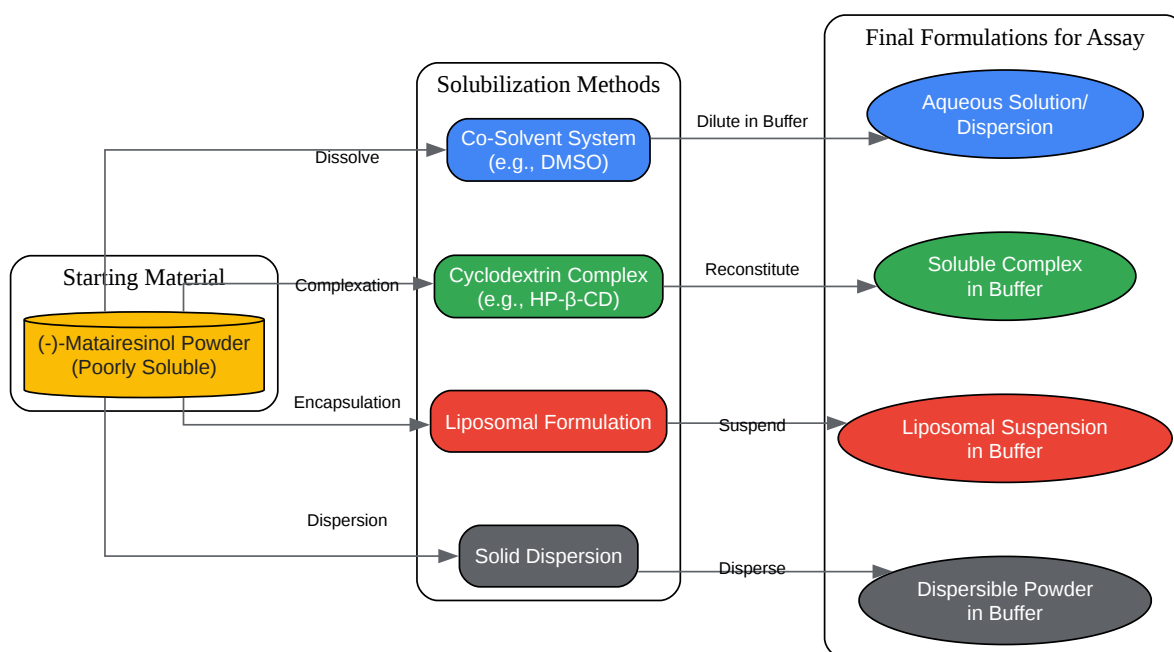 Final Formulations for Assay
Solubilization Methods
Aqueous Solution/
Dispersion
Dilute in Buffer
Co-Solvent System
(e.g., DMSO)
Dissolve
Starting Material
Complexation
Cyclodextrin Complex
(e.g., HP-β-CD)
Reconstitute
Soluble Complex
in Buffer
(-)-Matairesinol Powder
(Poorly Soluble)
Encapsulation
Liposomal Formulation
Suspend
Liposomal Suspension
in Buffer
Dispersion
Solid Dispersion
Disperse
Dispersible Powder
in Buffer